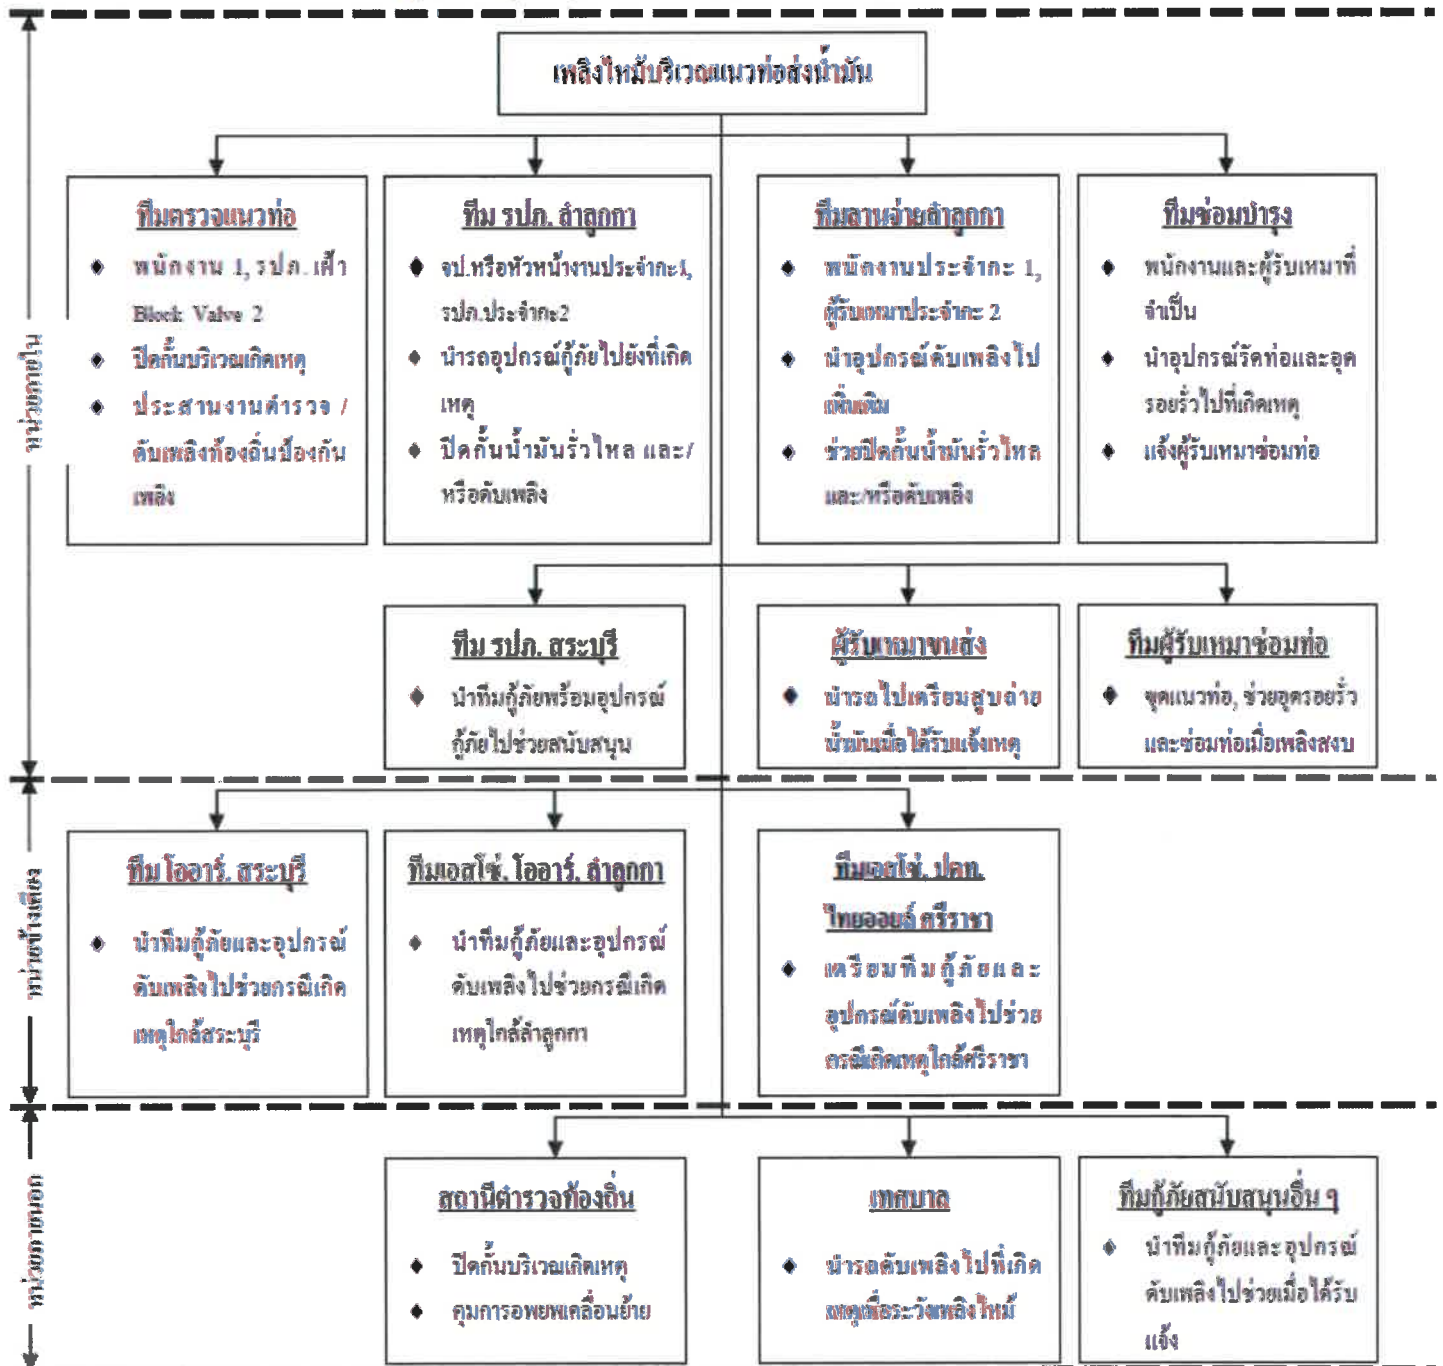 เพลิงไหม้บริเวณแนวท่อส่งน้ำมัน
หน่วยภายใน
ทีมตรวจแนวท่อ
♦ พนักงาน 1, รปภ. เฝ้า
Block Valve 2
♦ ปิดกั้นบริเวณเกิดเหตุ
♦ ประสานงานตำรวจ /
ดับเพลิงท้องถิ่นป้องกัน
เพลิง
ทีม รปภ. ลำลูกกา
♦ จป.หรือหัวหน้างานประจำกะ1,
รปภ.ประจำกะ2
♦ นำรถอุปกรณ์กู้ภัยไปยังที่เกิด
เหตุ
♦ ปิดกั้นน้ำมันรั่วไหล และ/
หรือดับเพลิง
ทีมลานจ่ายลำลูกกา
♦ พนักงานประจำกะ 1,
ผู้รับเหมาประจำกะ 2
♦ นำอุปกรณ์ดับเพลิงไป
เพิ่มเติม
♦ ช่วยปิดกั้นน้ำมันรั่วไหล
และ/หรือดับเพลิง
ทีมซ่อมบำรุง
♦ พนักงานและผู้รับเหมาที่
จำเป็น
♦ นำอุปกรณ์รัดท่อและอุด
รอยรั่วไปที่เกิดเหตุ
♦ แจ้งผู้รับเหมาซ่อมท่อ
ทีม รปภ. สระบุรี
♦ นำทีมกู้ภัยพร้อมอุปกรณ์
กู้ภัยไปช่วยสนับสนุน
ผู้รับเหมาขนส่ง
♦ นำรถไปเตรียมสูบถ่าย
น้ำมันเมื่อได้รับแจ้งเหตุ
ทีมผู้รับเหมาซ่อมท่อ
♦ ขุดแนวท่อ, ช่วยอุดรอยรั่ว
และซ่อมท่อเมื่อเพลิงสงบ
หน่วยข้างเคียง
ทีม โออาร์. สระบุรี
♦ นำทีมกู้ภัยและอุปกรณ์
ดับเพลิงไปช่วยกรณีเกิด
เหตุใกล้สระบุรี
ทีมเอสโซ่. โออาร์. ลำลูกกา
♦ นำทีมกู้ภัยและอุปกรณ์
ดับเพลิงไปช่วยกรณีเกิด
เหตุใกล้ลำลูกกา
ทีมเอสโซ่, ปตท.
ไทยออยล์ ศรีราชา
♦ เตรียมทีมกู้ภัยและ
อุปกรณ์ดับเพลิงไปช่วย
กรณีเกิดเหตุใกล้ศรีราชา
หน่วยภายนอก
สถานีตำรวจท้องถิ่น
♦ ปิดกั้นบริเวณเกิดเหตุ
♦ คุมการอพยพเคลื่อนย้าย
เทศบาล
♦ นำรถดับเพลิงไปที่เกิด
เหตุเพื่อระวังเพลิงไหม้
ทีมกู้ภัยสนับสนุนอื่น ๆ
♦ นำทีมกู้ภัยและอุปกรณ์
ดับเพลิงไปช่วยเมื่อได้รับ
แจ้ง